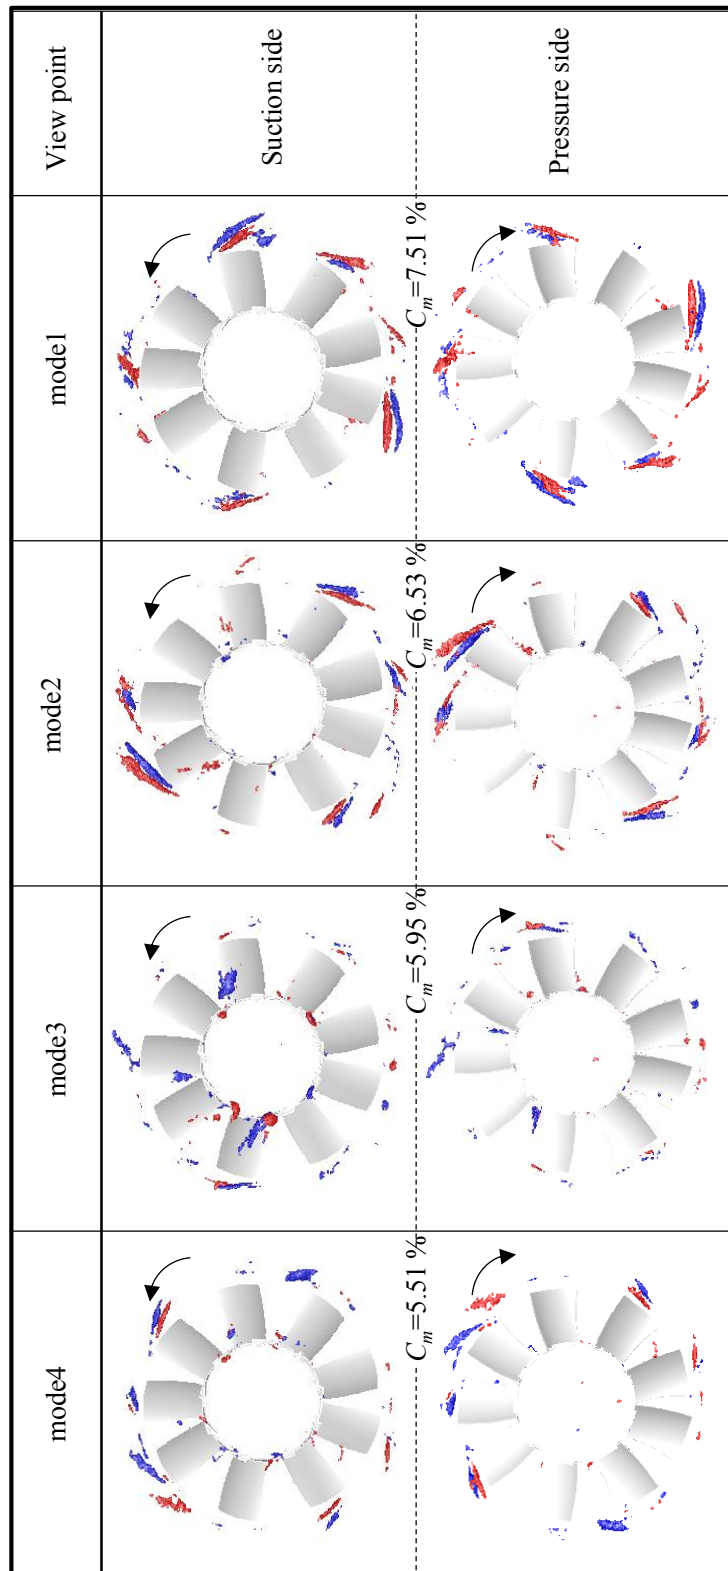 View point
Suction side
Pressure side
mode1
C_m=7.51 %
mode2
C_m=6.53 %
mode3
C_m=5.95 %
mode4
C_m=5.51 %